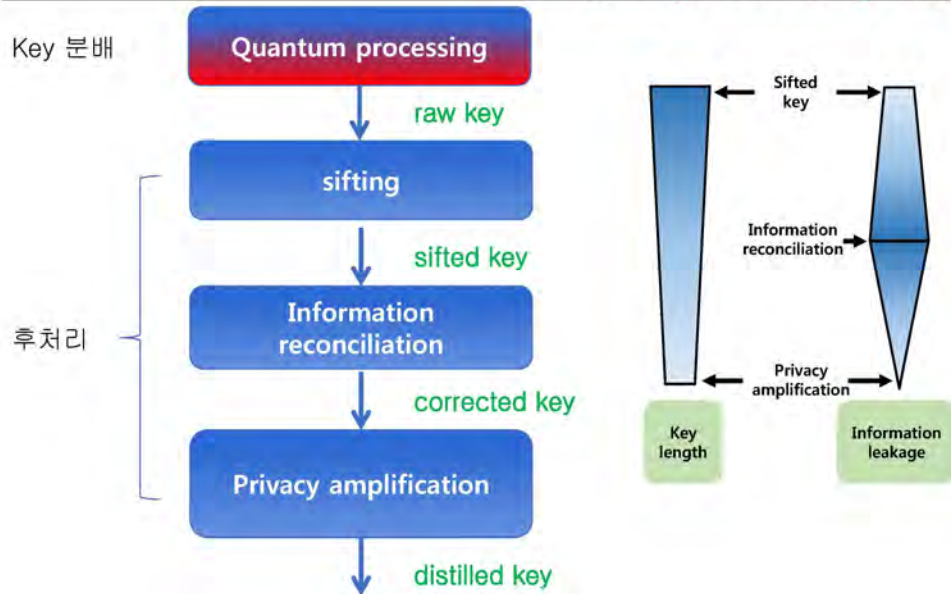 Key 분배
Quantum processing
raw key
sifting
sifted key
후처리
Information
reconciliation
corrected key
Privacy amplification
distilled key
Sifted
key
Information
reconciliation
Privacy
amplification
Key
length
Information
leakage